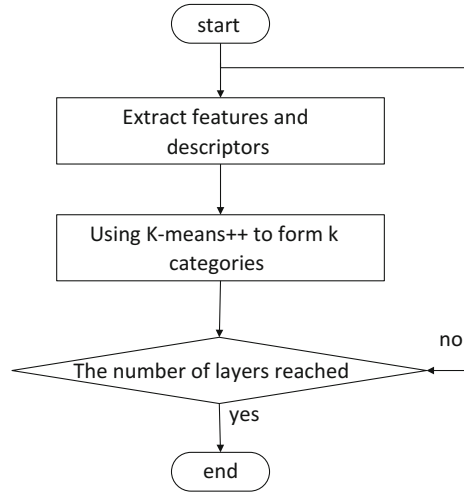 start
Extract features and
descriptors
Using K-means++ to form k
categories
no
The number of layers reached
yes
end